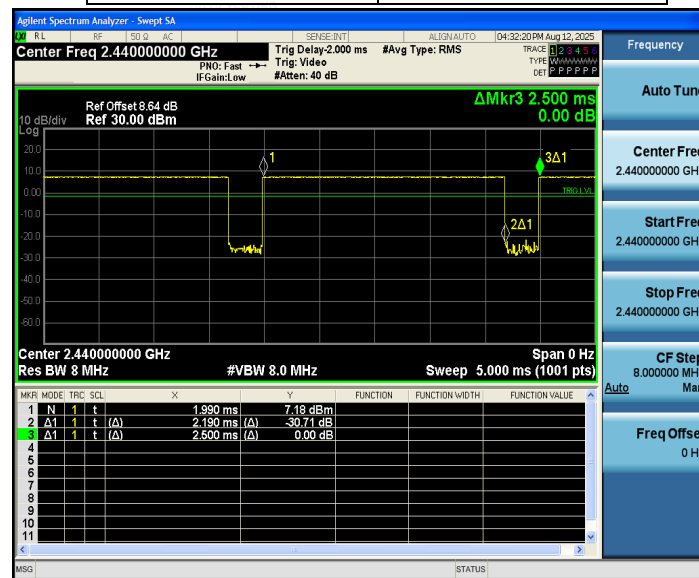 Agilent Spectrum Analyzer - Swept SA
LXI RL RF 50 Ω AC SENSE:INT ALIGNAUTO 04:32:20 PM Aug 12, 2025
Center Freq 2.440000000 GHz
PNO: Fast
IFGain:Low
Trig Delay-2.000 ms
Trig: Video
#Atten: 40 dB
#Avg Type: RMS
TRACE 1 2 3 4 5 6
TYPE W
DET P P P P P P
ΔMkr3 2.500 ms
0.00 dB
Ref Offset 8.64 dB
10 dB/div Ref 30.00 dBm
Log
20.0
10.0
0.00
-10.0
-20.0
-30.0
-40.0
-50.0
-60.0
1
3Δ1
TRIG LVL
2Δ1
Center 2.440000000 GHz Span 0 Hz
Res BW 8 MHz #VBW 8.0 MHz Sweep 5.000 ms (1001 pts)
MKR MODE TRC SCL X Y FUNCTION FUNCTION WIDTH FUNCTION VALUE
1 N 1 t 1.990 ms 7.18 dBm
2 Δ1 1 t (Δ) 2.190 ms (Δ) -30.71 dB
3 Δ1 1 t (Δ) 2.500 ms (Δ) 0.00 dB
4
5
6
7
8
9
10
11
MSG STATUS
Frequency
Auto Tun
Center Fre
2.440000000 GH
Start Fre
2.440000000 GH
Stop Fre
2.440000000 GH
CF Step
8.000000 MH
Auto Ma
Freq Offse
0 H